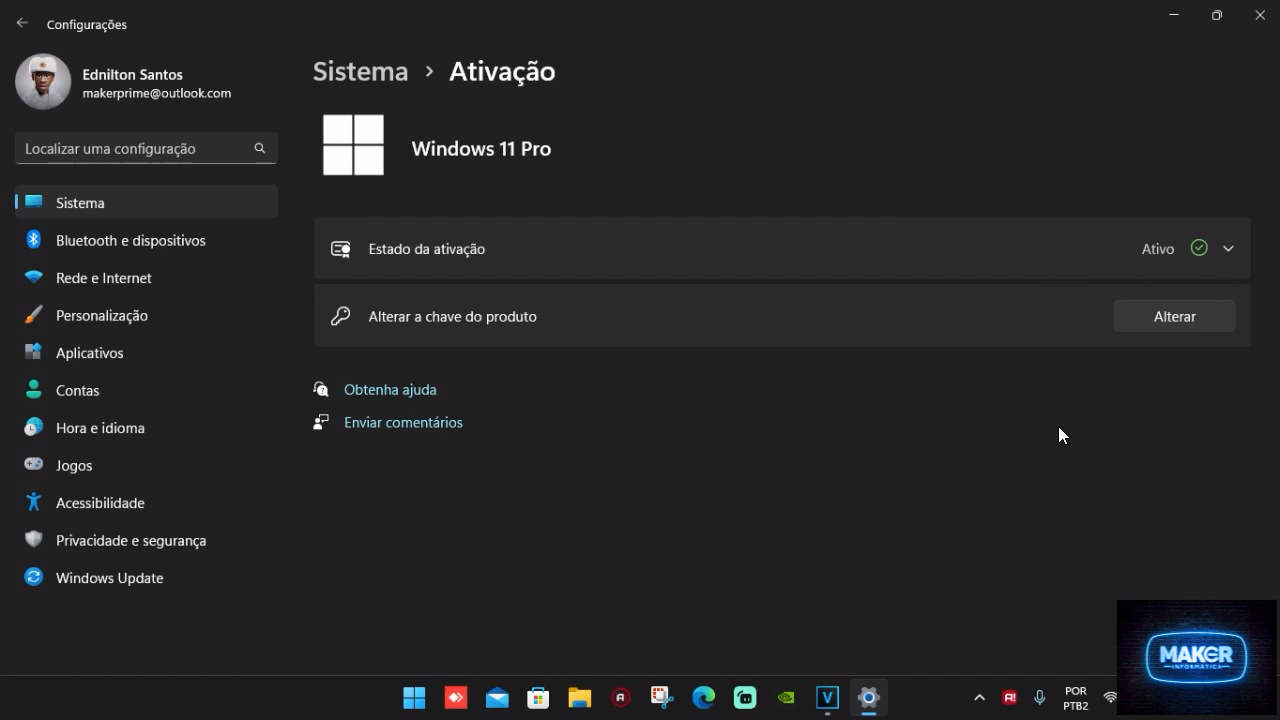 Configurações
Ednilton Santos
makerprime@outlook.com
Localizar uma configuração
Sistema
Bluetooth e dispositivos
Rede e Internet
Personalização
Aplicativos
Contas
Hora e idioma
Jogos
Acessibilidade
Privacidade e segurança
Windows Update
Sistema > Ativação
Windows 11 Pro
Estado da ativação
Ativo
Alterar a chave do produto
Alterar
Obtenha ajuda
Enviar comentários
MAKER
INFORMÁTICA
V
A!
POR
PTB2